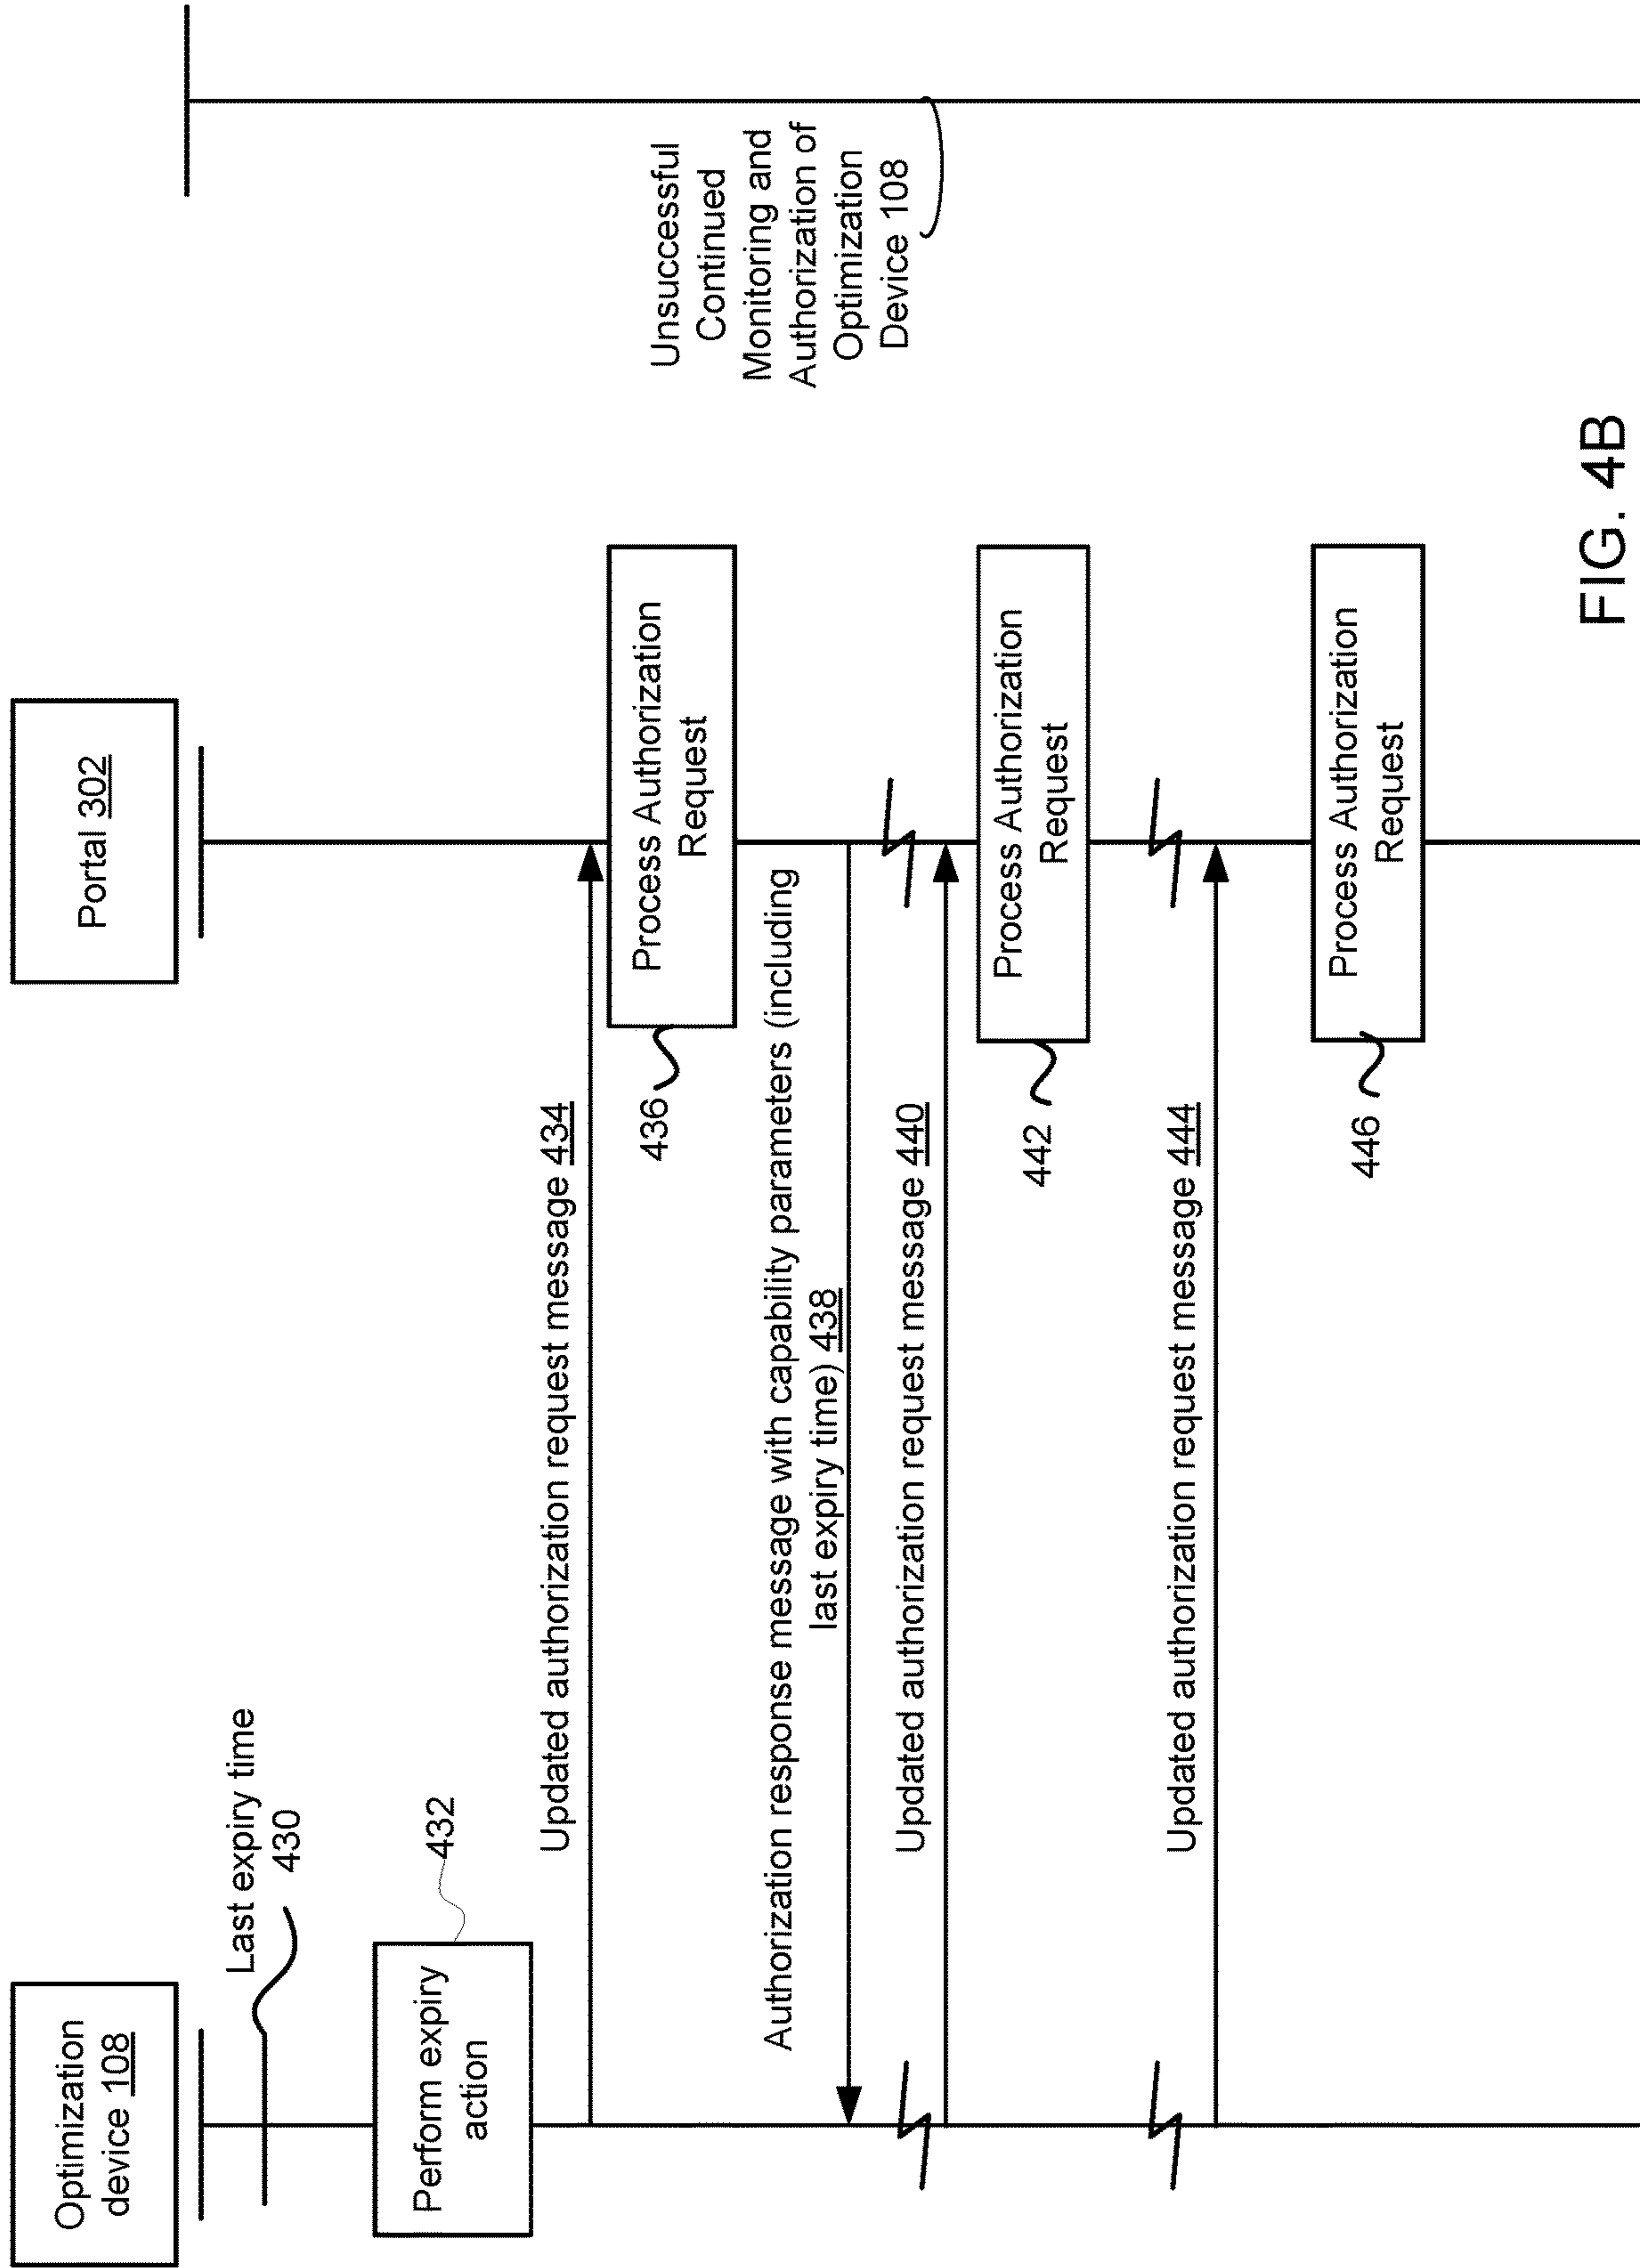 Optimization
device 108
Portal 302
Last expiry time
430
Perform expiry
action
432
Updated authorization request message 434
Process Authorization
Request
436
Authorization response message with capability parameters (including
last expiry time) 438
Unsuccessful
Continued
Monitoring and
Authorization of
Optimization
Device 108
Updated authorization request message 440
Process Authorization
Request
442
Updated authorization request message 444
Process Authorization
Request
446
FIG. 4B